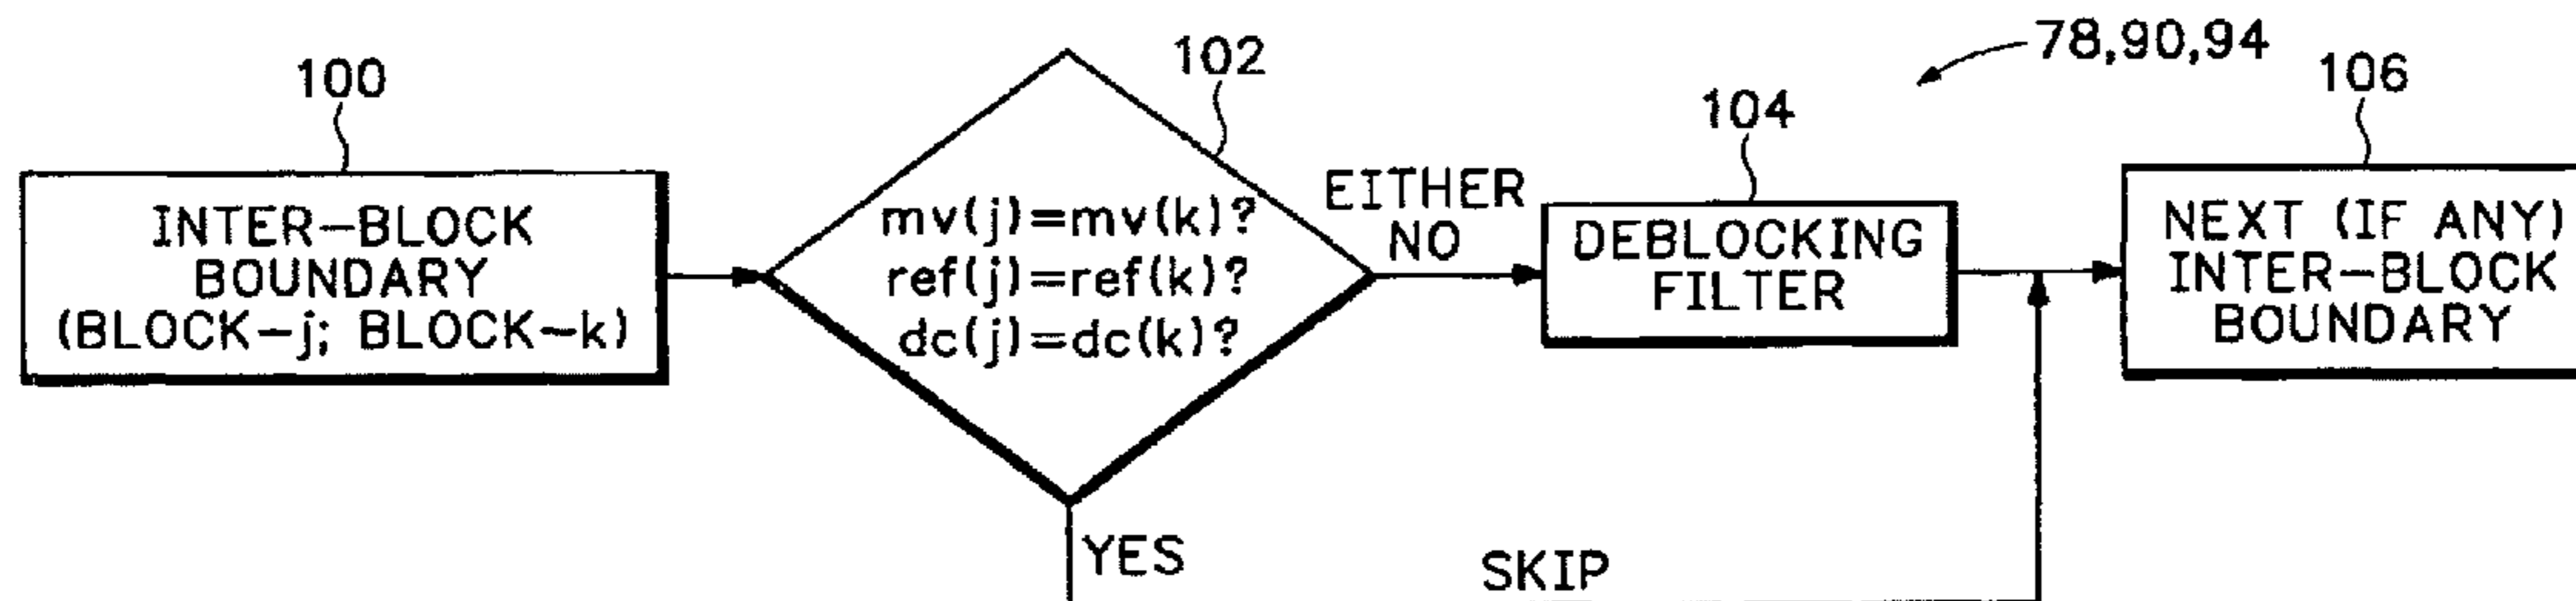 100
INTER-BLOCK
BOUNDARY
(BLOCK-j; BLOCK-k)
102
mv(j)=mv(k)?
ref(j)=ref(k)?
dc(j)=dc(k)?
EITHER
NO
YES
104
DEBLOCKING
FILTER
SKIP
78,90,94
106
NEXT (IF ANY)
INTER-BLOCK
BOUNDARY